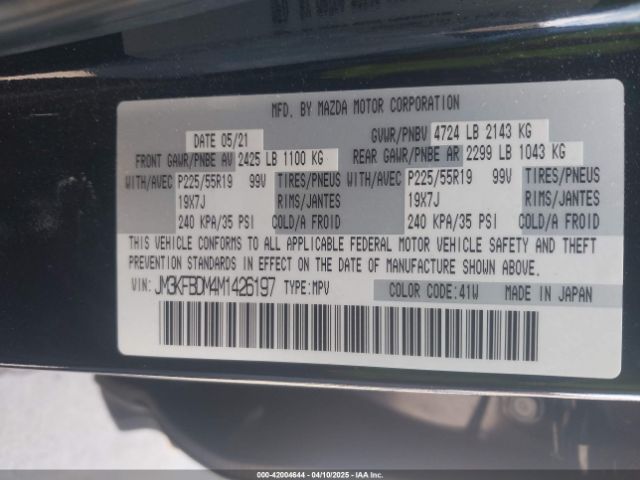 MFD. BY MAZDA MOTOR CORPORATION
DATE 05/21 GVWR/PNBV 4724 LB 2143 KG
FRONT GAWR/PNBE AV 2425 LB 1100 KG REAR GAWR/PNBE AR 2299 LB 1043 KG
WITH/AVEC P225/55R19 99V TIRES/PNEUS WITH/AVEC P225/55R19 99V TIRES/PNEUS
19X7J RIMS/JANTES 19X7J RIMS/JANTES
240 KPA/35 PSI COLD/A FROID 240 KPA/35 PSI COLD/A FROID
THIS VEHICLE CONFORMS TO ALL APPLICABLE FEDERAL MOTOR VEHICLE SAFETY AND THEFT
PREVENTION STANDARDS IN EFFECT ON THE DATE OF MANUFACTURE SHOWN ABOVE.
VIN: JM3KFBDM4M1426197 TYPE: MPV COLOR CODE: 41W MADE IN JAPAN
000-42004644 - 04/10/2025 - IAA Inc.